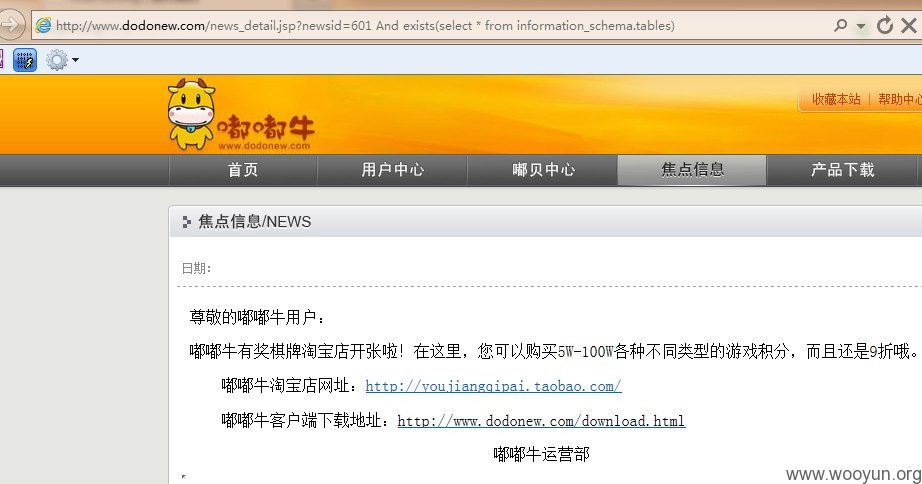 http://www.dodonew.com/news_detail.jsp?newsid=601 And exists(select * from information_schema.tables)
嘟嘟牛
www.dodonew.com
收藏本站 | 帮助中心
首页 用户中心 嘟贝中心 焦点信息 产品下载
焦点信息/NEWS
日期:
尊敬的嘟嘟牛用户：
嘟嘟牛有奖棋牌淘宝店开张啦！在这里，您可以购买5W-100W各种不同类型的游戏积分，而且还是9折哦。
嘟嘟牛淘宝店网址：http://youjiangqipai.taobao.com/
嘟嘟牛客户端下载地址：http://www.dodonew.com/download.html
嘟嘟牛运营部
www.wooyun.org